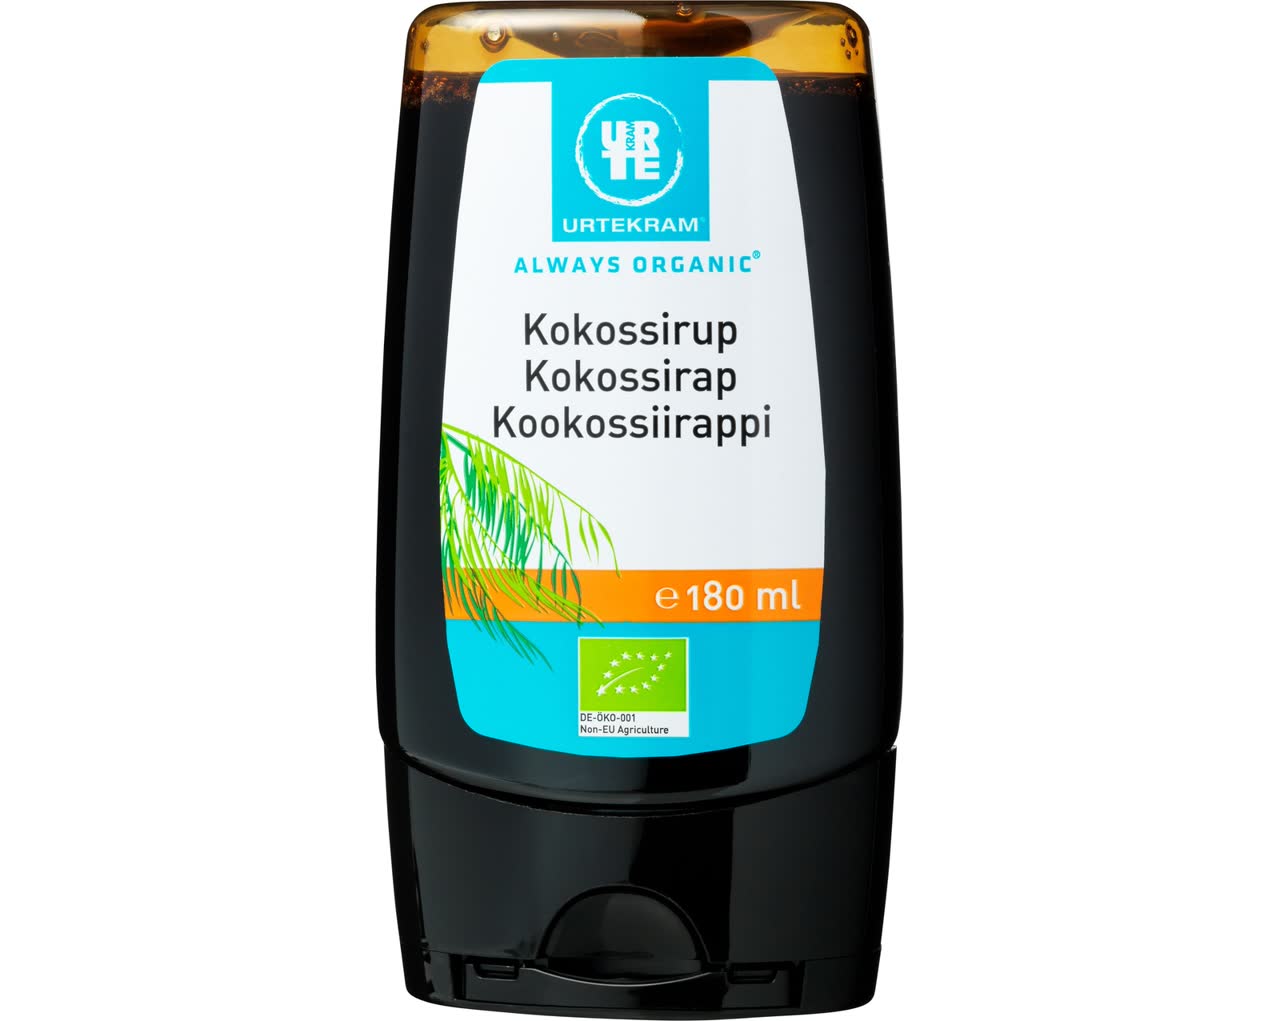 URTE
KRAM
URTEKRAM®
ALWAYS ORGANIC®
Kokossirup
Kokossirap
Kookossiirappi
℮180 ml
DE-ÖKO-001
Non-EU Agriculture